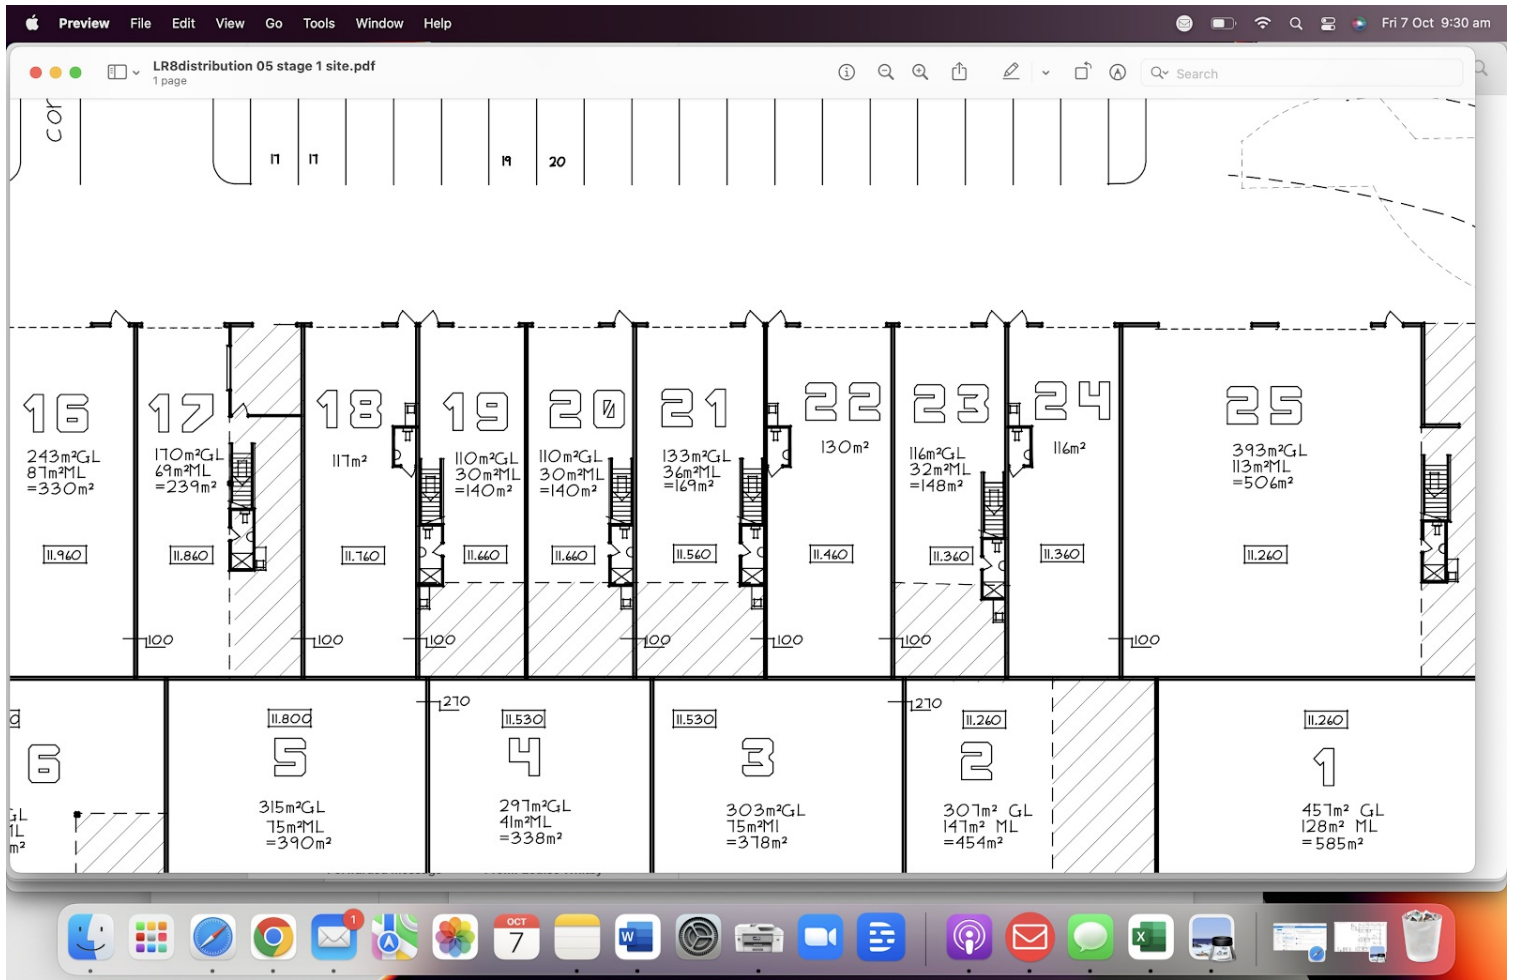 Preview File Edit View Go Tools Window Help
Fri 7 Oct 9:30 am
LR8distribution 05 stage 1 site.pdf
1 page
Search
17 17 19 20
16
243m²GL
87m²ML
=330m²
11.960
17
170m²GL
69m²ML
=239m²
11.860
18
117m²
11.760
19
110m²GL
30m²ML
=140m²
11.660
20
110m²GL
30m²ML
=140m²
11.660
21
133m²GL
36m²ML
=169m²
11.560
22
130m²
11.460
23
116m²GL
32m²ML
=148m²
11.360
24
116m²
11.360
25
393m²GL
113m²ML
=506m²
11.260
100 100 100 100 100 100 100
270 270
6
GL
ML
m²
11.800
5
315m²GL
75m²ML
=390m²
11.530
4
297m²GL
41m²ML
=338m²
11.530
3
303m²GL
75m²Ml
=378m²
11.260
2
307m² GL
147m² ML
=454m²
11.260
1
457m² GL
128m² ML
=585m²
1
OCT
7